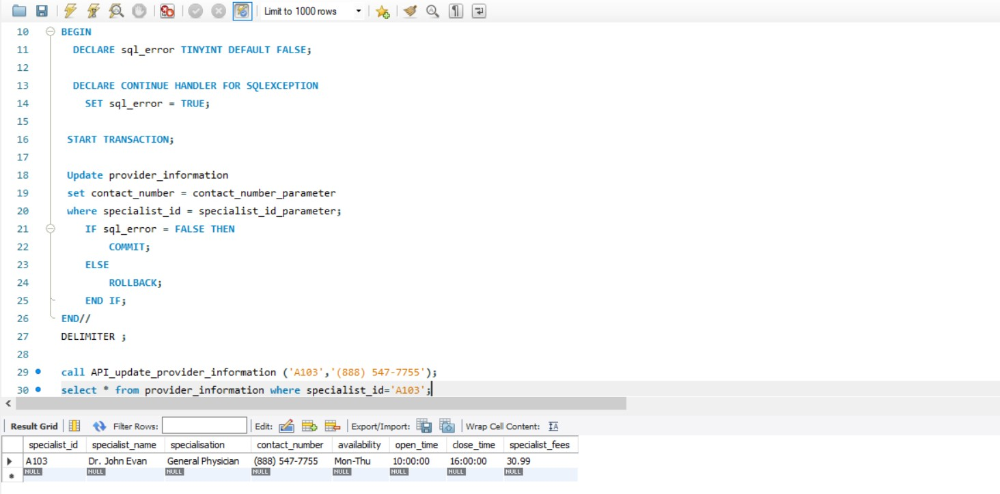 Limit to 1000 rows
10 BEGIN
11 DECLARE sql_error TINYINT DEFAULT FALSE;
12
13 DECLARE CONTINUE HANDLER FOR SQLEXCEPTION
14 SET sql_error = TRUE;
15
16 START TRANSACTION;
17
18 Update provider_information
19 set contact_number = contact_number_parameter
20 where specialist_id = specialist_id_parameter;
21 IF sql_error = FALSE THEN
22 COMMIT;
23 ELSE
24 ROLLBACK;
25 END IF;
26 END//
27 DELIMITER ;
28
29 call API_update_provider_information ('A103','(888) 547-7755');
30 select * from provider_information where specialist_id='A103';
Result Grid Filter Rows: Edit: Export/Import: Wrap Cell Content:
specialist_id specialist_name specialisation contact_number availability open_time close_time specialist_fees
A103 Dr. John Evan General Physician (888) 547-7755 Mon-Thu 10:00:00 16:00:00 30.99
NULL NULL NULL NULL NULL NULL NULL NULL